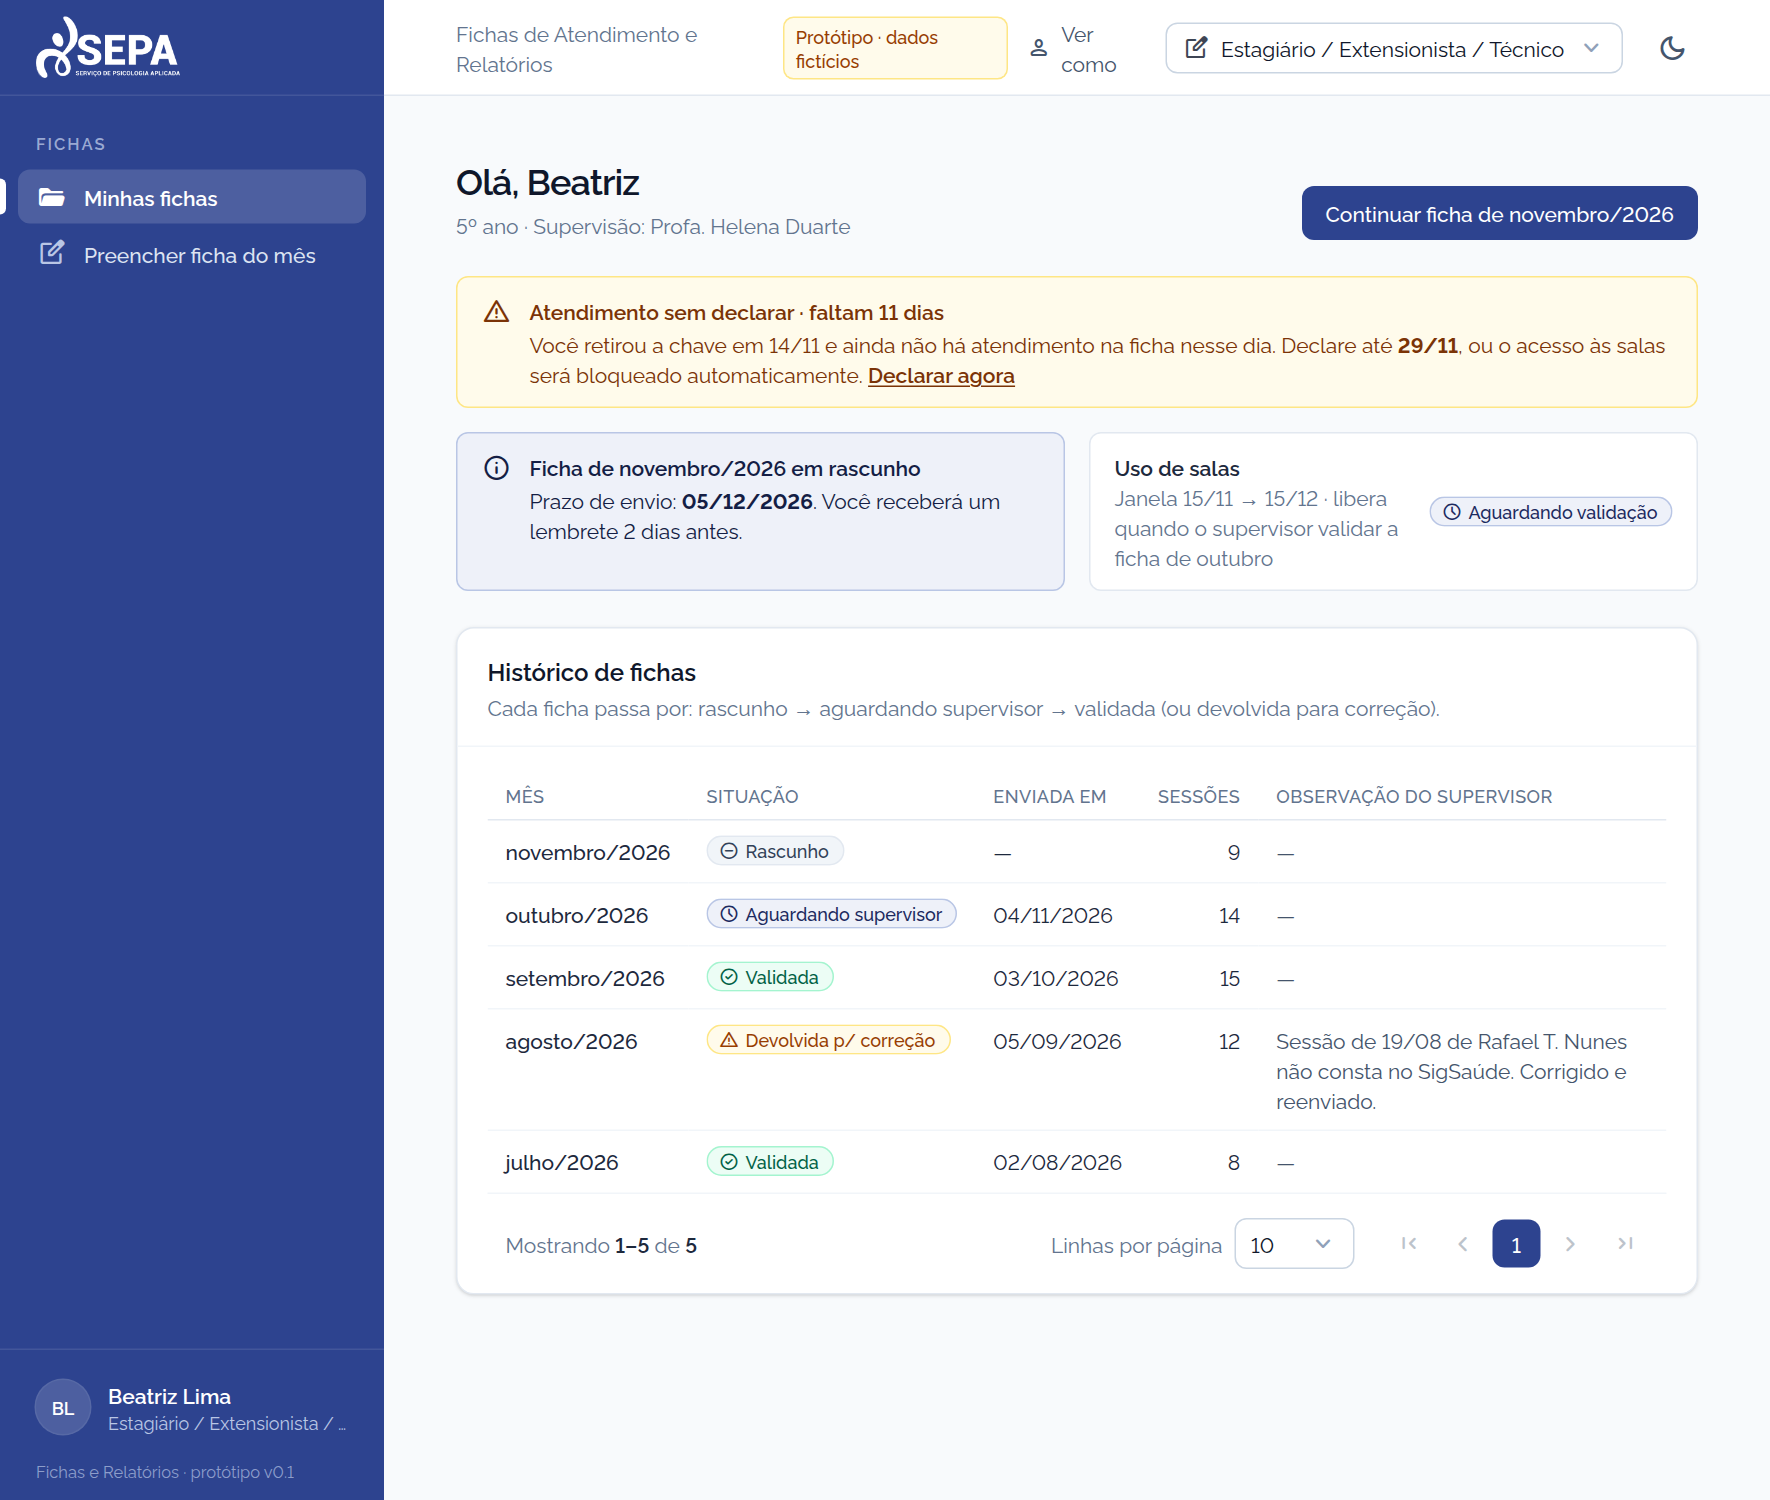 SEPA
SERVIÇO DE PSICOLOGIA APLICADA
FICHAS
Minhas fichas
Preencher ficha do mês
Beatriz Lima
BL
Estagiário / Extensionista / ...
Fichas e Relatórios · protótipo v0.1
Fichas de Atendimento e
Relatórios
Protótipo · dados
fictícios
Ver
como
Estagiário / Extensionista / Técnico
Olá, Beatriz
5º ano · Supervisão: Profa. Helena Duarte
Continuar ficha de novembro/2026
Atendimento sem declarar · faltam 11 dias
Você retirou a chave em 14/11 e ainda não há atendimento na ficha nesse dia. Declare até 29/11, ou o acesso às salas
será bloqueado automaticamente. Declarar agora
Ficha de novembro/2026 em rascunho
Prazo de envio: 05/12/2026. Você receberá um
lembrete 2 dias antes.
Uso de salas
Janela 15/11 → 15/12 · libera
quando o supervisor validar a
ficha de outubro
Aguardando validação
Histórico de fichas
Cada ficha passa por: rascunho → aguardando supervisor → validada (ou devolvida para correção).
MÊS SITUAÇÃO ENVIADA EM SESSÕES OBSERVAÇÃO DO SUPERVISOR
novembro/2026 Rascunho — 9 —
outubro/2026 Aguardando supervisor 04/11/2026 14 —
setembro/2026 Validada 03/10/2026 15 —
agosto/2026 Devolvida p/ correção 05/09/2026 12 Sessão de 19/08 de Rafael T. Nunes
não consta no SigSaúde. Corrigido e
reenviado.
julho/2026 Validada 02/08/2026 8 —
Mostrando 1–5 de 5
Linhas por página 10
1